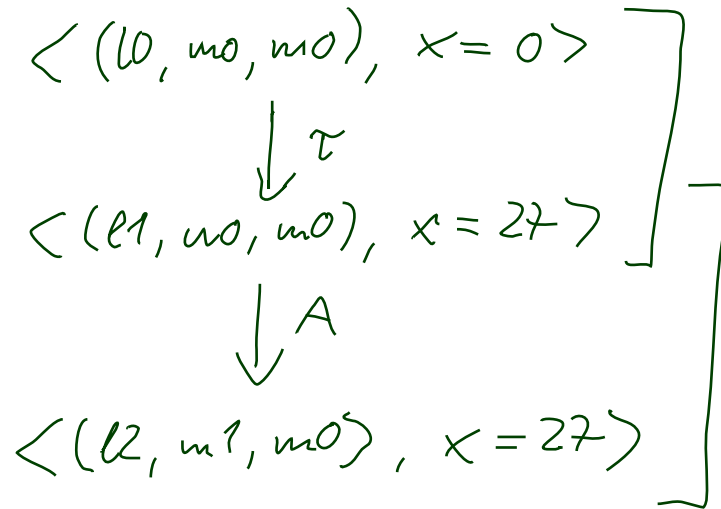 <(l0, m0, m0), x = 0>
↓ τ
<(l1, m0, m0), x = 27>
↓ A
<(l2, m1, m0), x = 27>